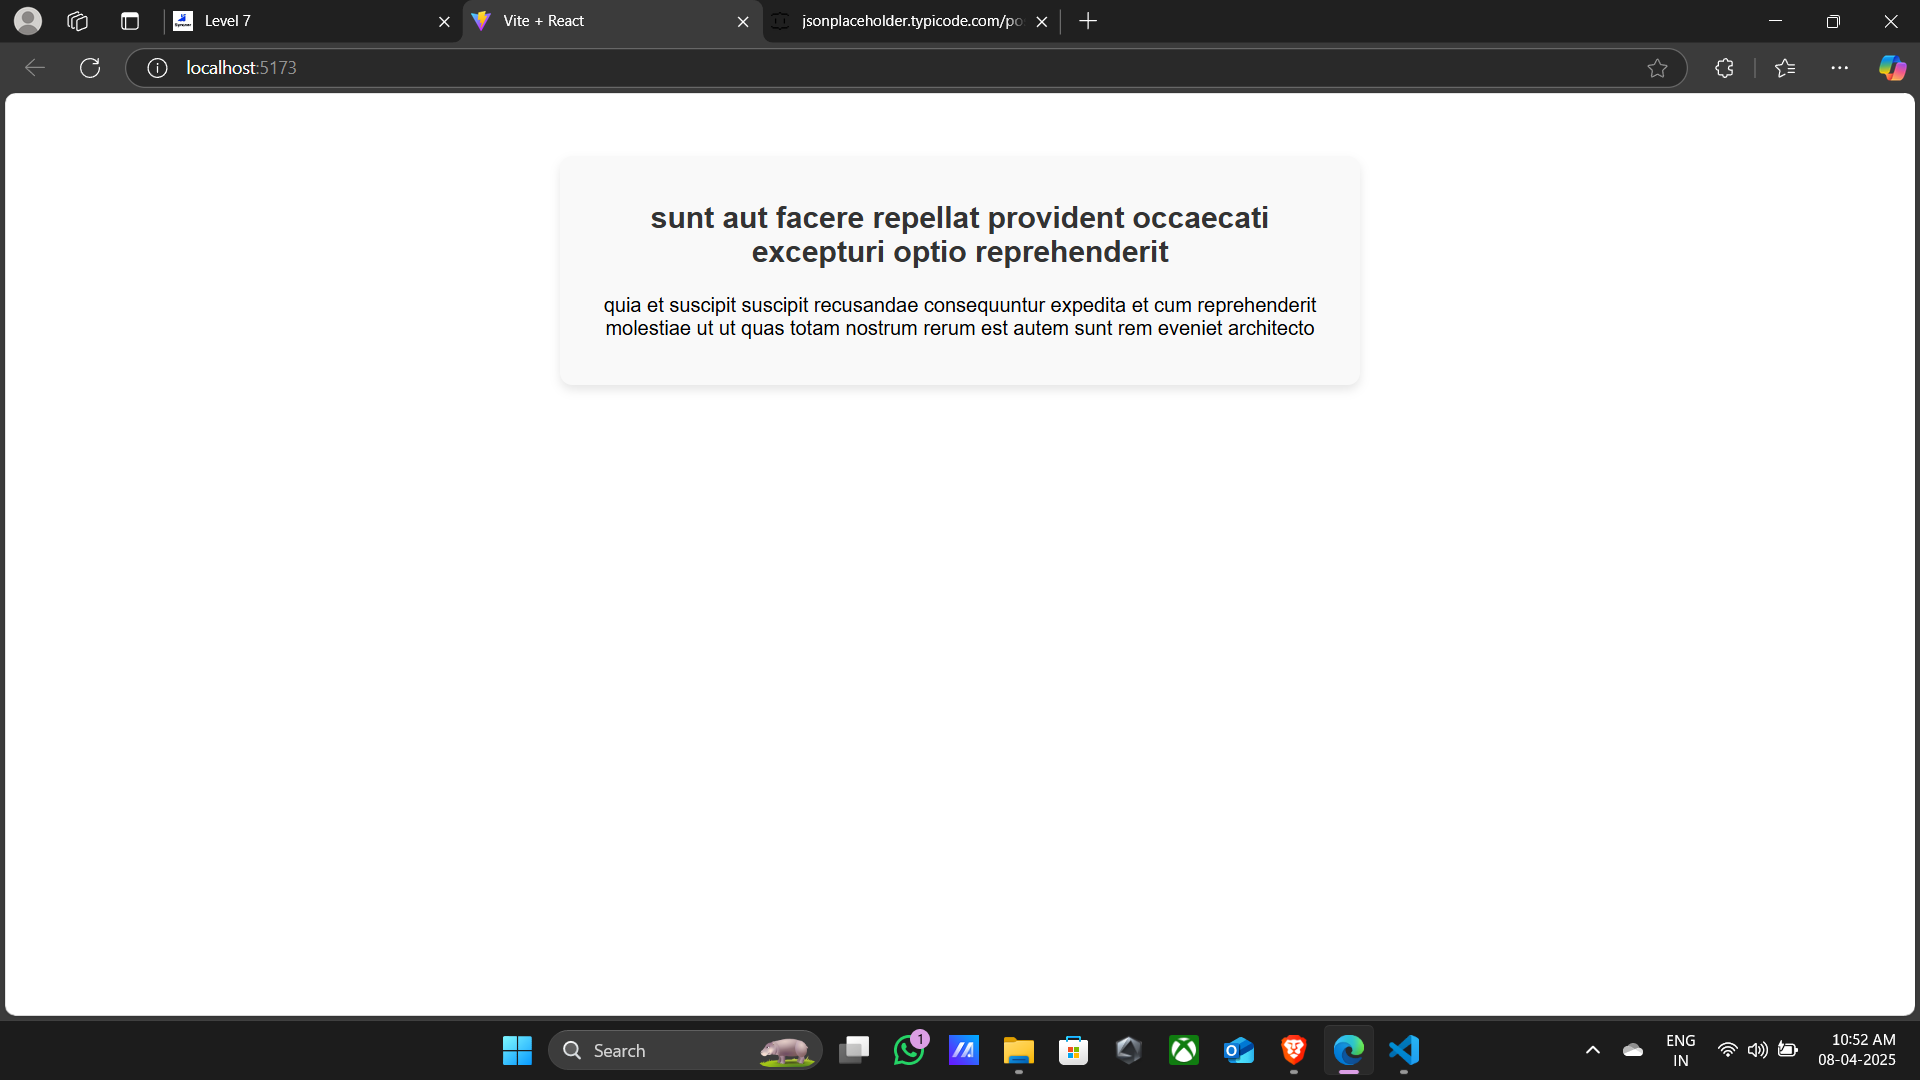 Level 7
Vite + React
jsonplaceholder.typicode.com/po
localhost:5173
sunt aut facere repellat provident occaecati
excepturi optio reprehenderit
quia et suscipit suscipit recusandae consequuntur expedita et cum reprehenderit
molestiae ut ut quas totam nostrum rerum est autem sunt rem eveniet architecto
Search
1
ENG
IN
10:52 AM
08-04-2025